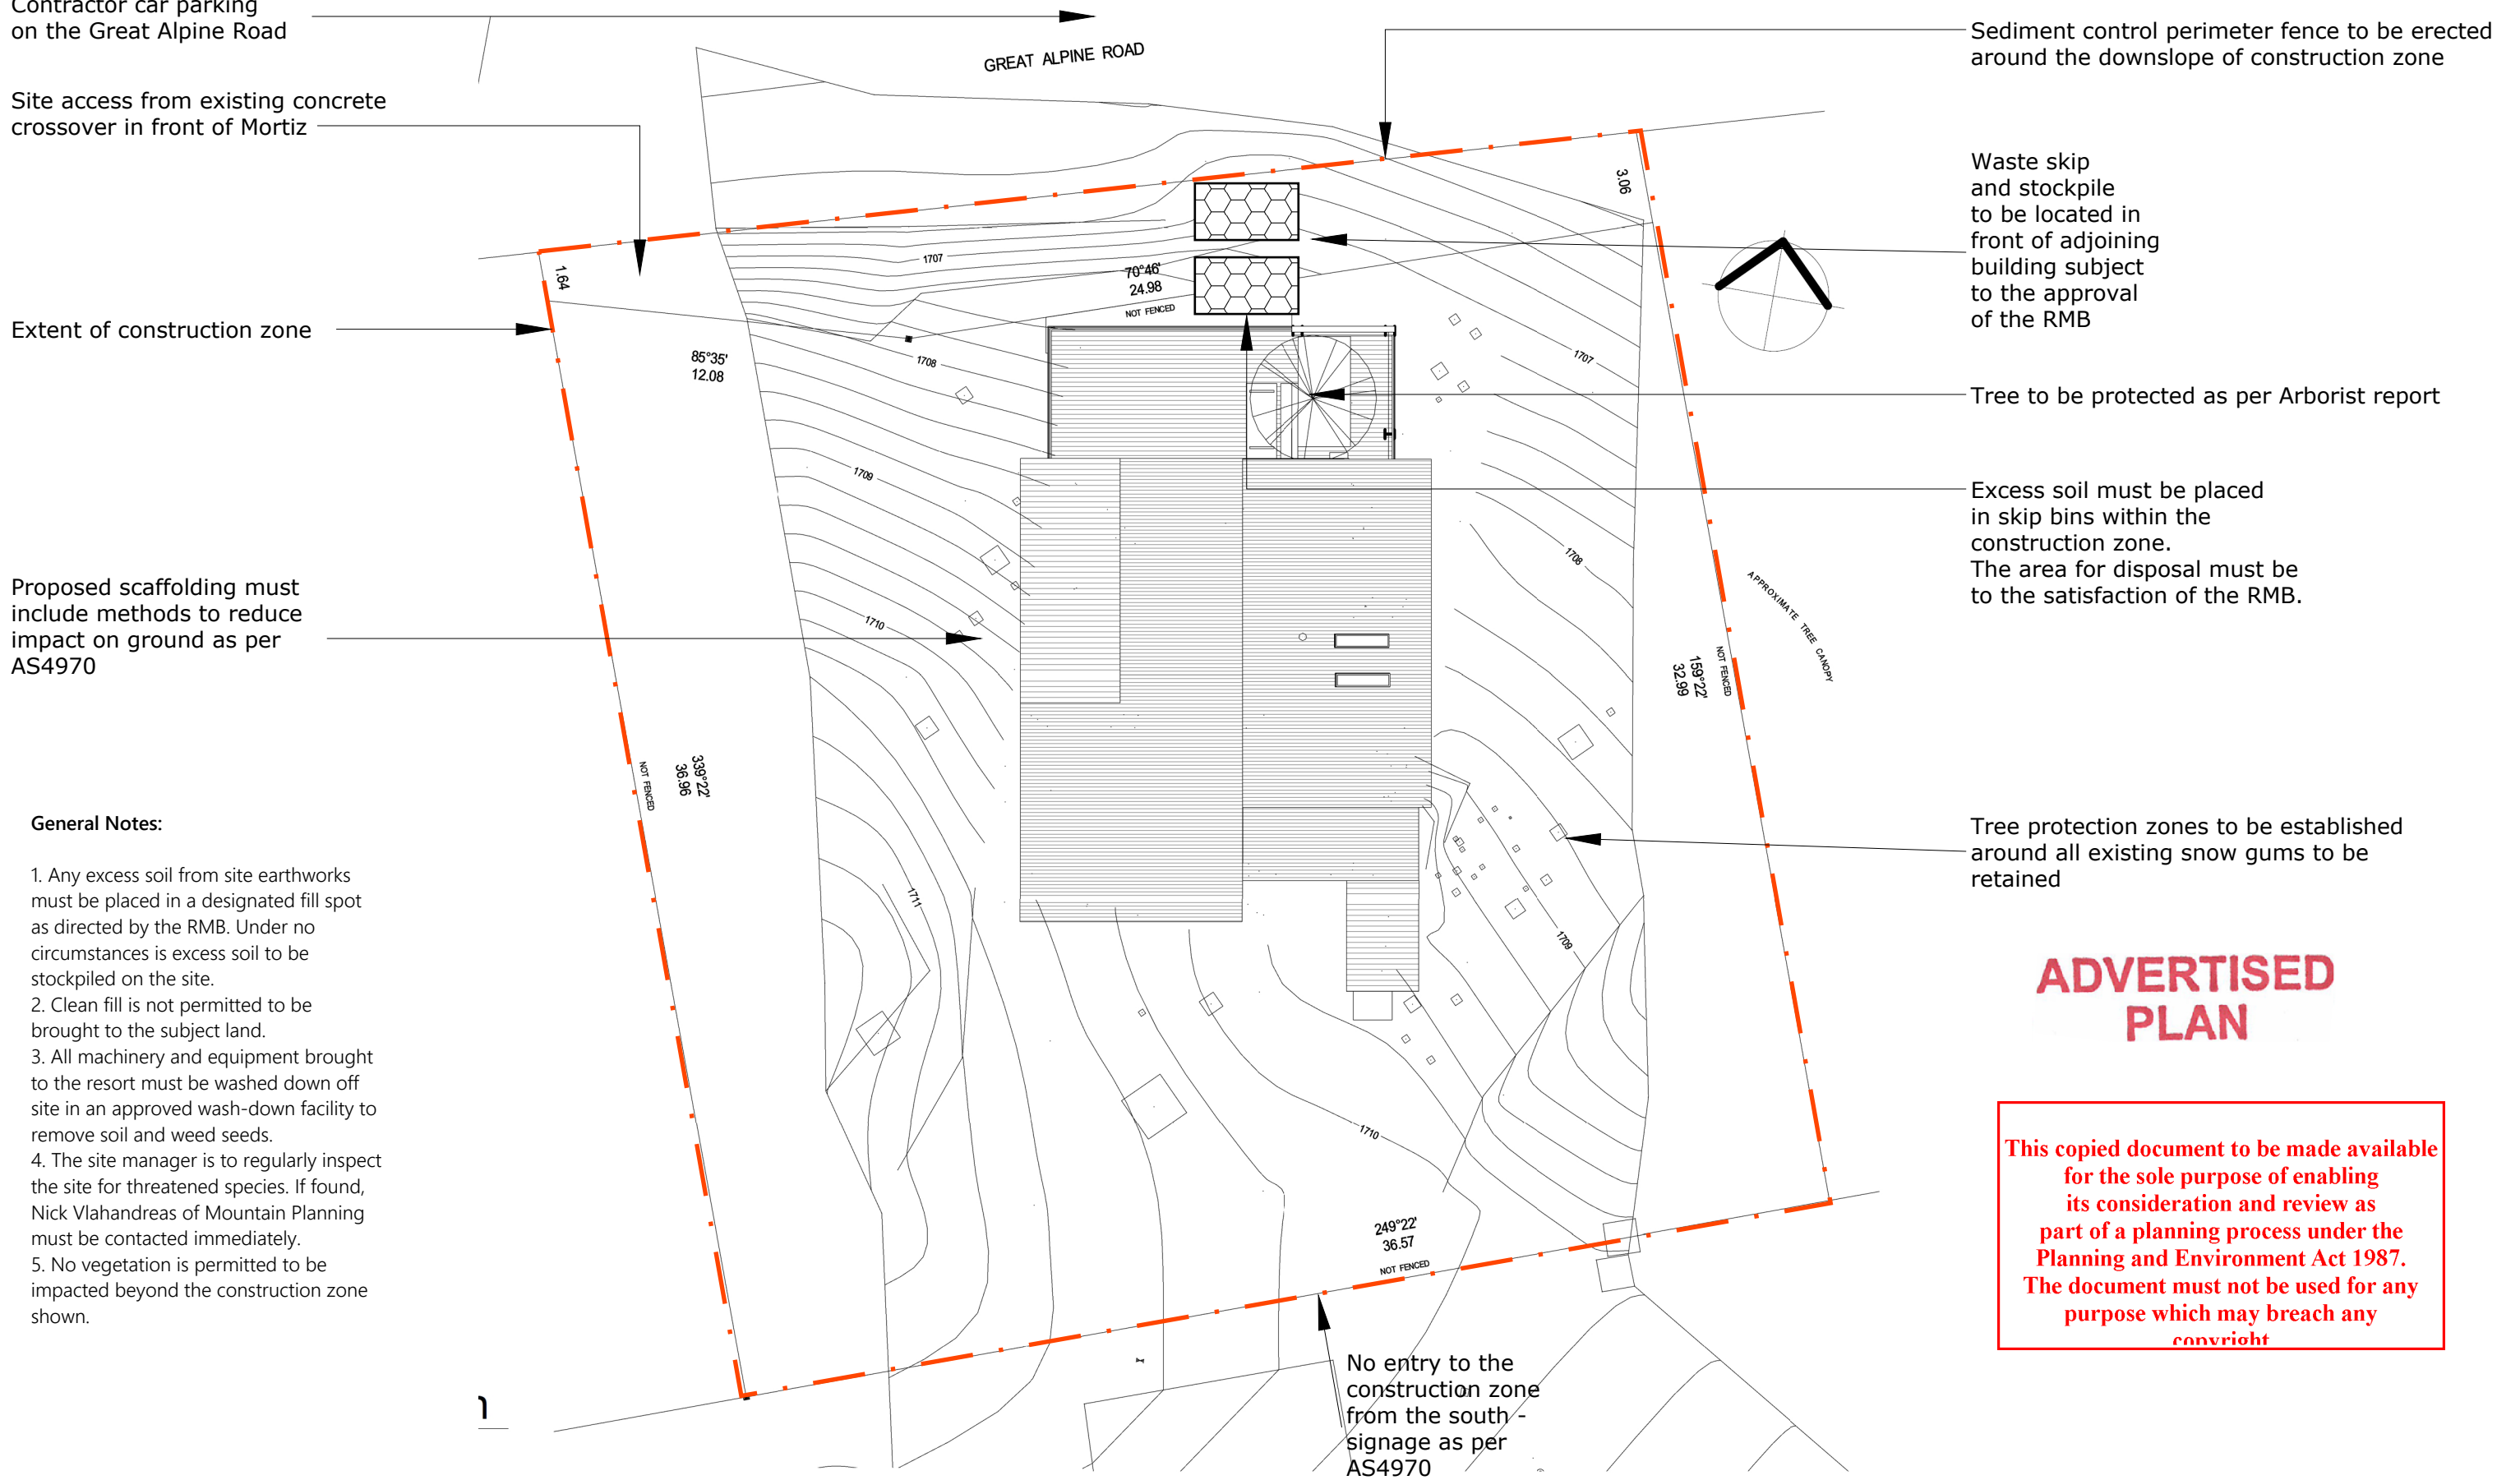 Contractor car parking
on the Great Alpine Road
Site access from existing concrete
crossover in front of Mortiz
Extent of construction zone
Proposed scaffolding must
include methods to reduce
impact on ground as per
AS4970
General Notes:
1. Any excess soil from site earthworks
must be placed in a designated fill spot
as directed by the RMB. Under no
circumstances is excess soil to be
stockpiled on the site.
2. Clean fill is not permitted to be
brought to the subject land.
3. All machinery and equipment brought
to the resort must be washed down off
site in an approved wash-down facility to
remove soil and weed seeds.
4. The site manager is to regularly inspect
the site for threatened species. If found,
Nick Vlahandreas of Mountain Planning
must be contacted immediately.
5. No vegetation is permitted to be
impacted beyond the construction zone
shown.
GREAT ALPINE ROAD
1.64
3.06
1707
70°46'
24.98
NOT FENCED
85°35'
12.08
1708
1707
1709
1708
1710
APPROXIMATE TREE CANOPY
159°22'
32.99
NOT FENCED
339°22'
36.96
NOT FENCED
1711
1709
1710
249°22'
36.57
NOT FENCED
No entry to the
construction zone
from the south -
signage as per
AS4970
Sediment control perimeter fence to be erected
around the downslope of construction zone
Waste skip
and stockpile
to be located in
front of adjoining
building subject
to the approval
of the RMB
Tree to be protected as per Arborist report
Excess soil must be placed
in skip bins within the
construction zone.
The area for disposal must be
to the satisfaction of the RMB.
Tree protection zones to be established
around all existing snow gums to be
retained
ADVERTISED
PLAN
This copied document to be made available
for the sole purpose of enabling
its consideration and review as
part of a planning process under the
Planning and Environment Act 1987.
The document must not be used for any
purpose which may breach any
copyright